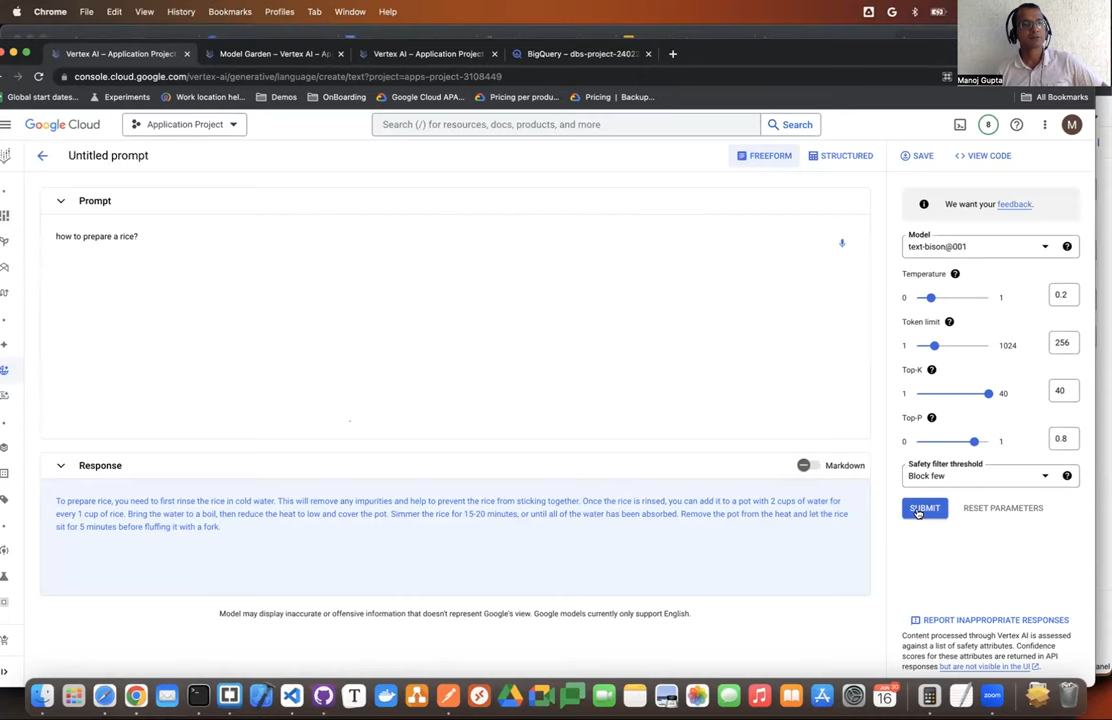 Chrome File Edit View History Bookmarks Profiles Tab Window Help
Vertex AI – Application Project
Model Garden – Vertex AI – Ap
Vertex AI – Application Project
BigQuery – dbs-project-24022
console.cloud.google.com/vertex-ai/generative/language/create/text?project=apps-project-3108449
Manoj Gupta
Global start dates...
Experiments
Work location hel...
Demos
OnBoarding
Google Cloud APA...
Pricing per produ...
Pricing | Backup...
All Bookmarks
Google Cloud
Application Project
Search (/) for resources, docs, products, and more
Search
8
M
Untitled prompt
FREEFORM
STRUCTURED
SAVE
<> VIEW CODE
Prompt
how to prepare a rice?
We want your feedback.
Model
text-bison@001
Temperature
0 1 0.2
Token limit
1 1024 256
Top-K
1 40 40
Top-P
0 1 0.8
Safety filter threshold
Block few
SUBMIT
RESET PARAMETERS
Response
Markdown
To prepare rice, you need to first rinse the rice in cold water. This will remove any impurities and help to prevent the rice from sticking together. Once the rice is rinsed, you can add it to a pot with 2 cups of water for
every 1 cup of rice. Bring the water to a boil, then reduce the heat to low and cover the pot. Simmer the rice for 15-20 minutes, or until all of the water has been absorbed. Remove the pot from the heat and let the rice
sit for 5 minutes before fluffing it with a fork.
Model may display inaccurate or offensive information that doesn't represent Google's view. Google models currently only support English.
REPORT INAPPROPRIATE RESPONSES
Content processed through Vertex AI is assessed
against a list of safety attributes. Confidence
scores for these attributes are returned in API
responses but are not visible in the UI.
anel
JUN
16
zoom